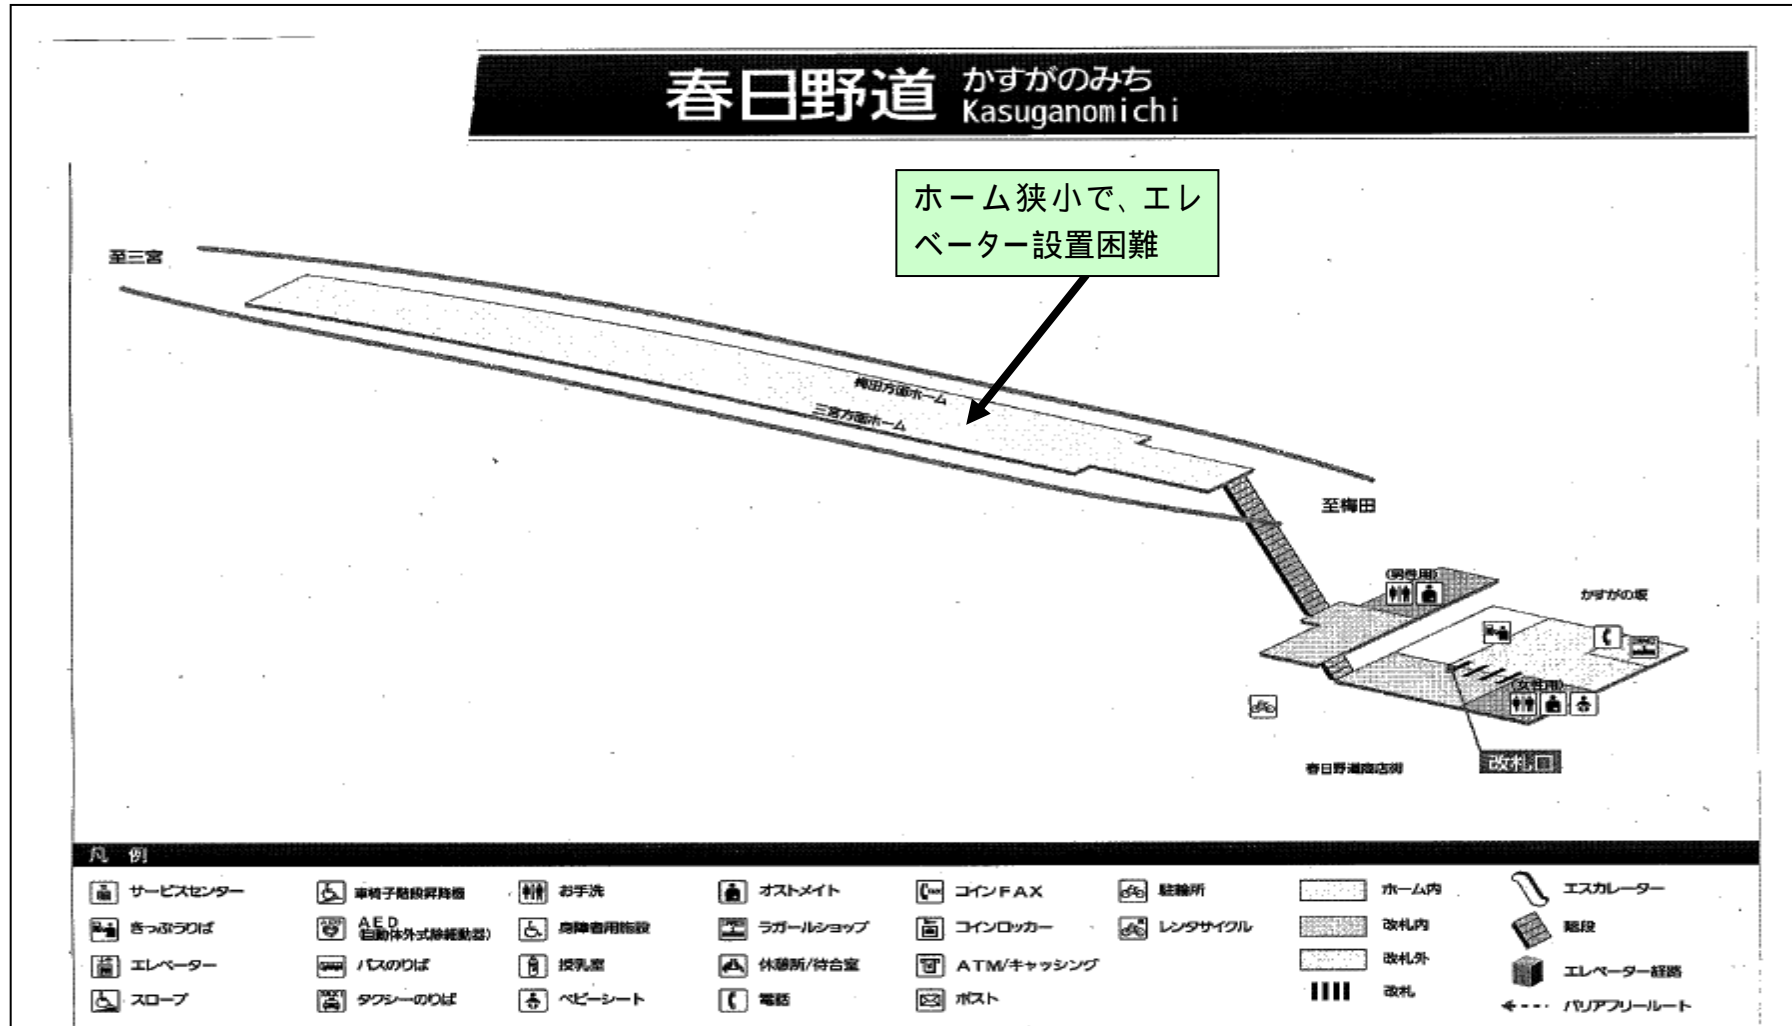 春日野道
かすがのみち
Kasuganomichi
ホーム狭小で、エレ
ベーター設置困難
至三宮
梅田方面ホーム
三宮方面ホーム
至梅田
(男性用)
かすがの坂
(女性用)
春日野道商店街
改札口
凡 例
サービスセンター
きっぷうりば
エレベーター
スロープ
車椅子階段昇降機
AED
(自動体外式除細動器)
バスのりば
タクシーのりば
お手洗
身障者用施設
授乳室
ベビーシート
オストメイト
ラガールショップ
休憩所/待合室
電話
コインFAX
コインロッカー
ATM/キャッシング
ポスト
駐輪所
レンタサイクル
ホーム内
改札内
改札外
改札
エスカレーター
階段
エレベーター経路
バリアフリールート